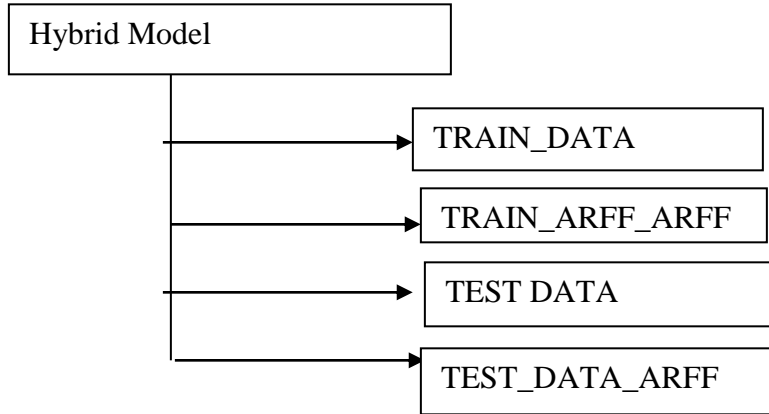 Hybrid Model
TRAIN_DATA
TRAIN_ARFF_ARFF
TEST DATA
TEST_DATA_ARFF